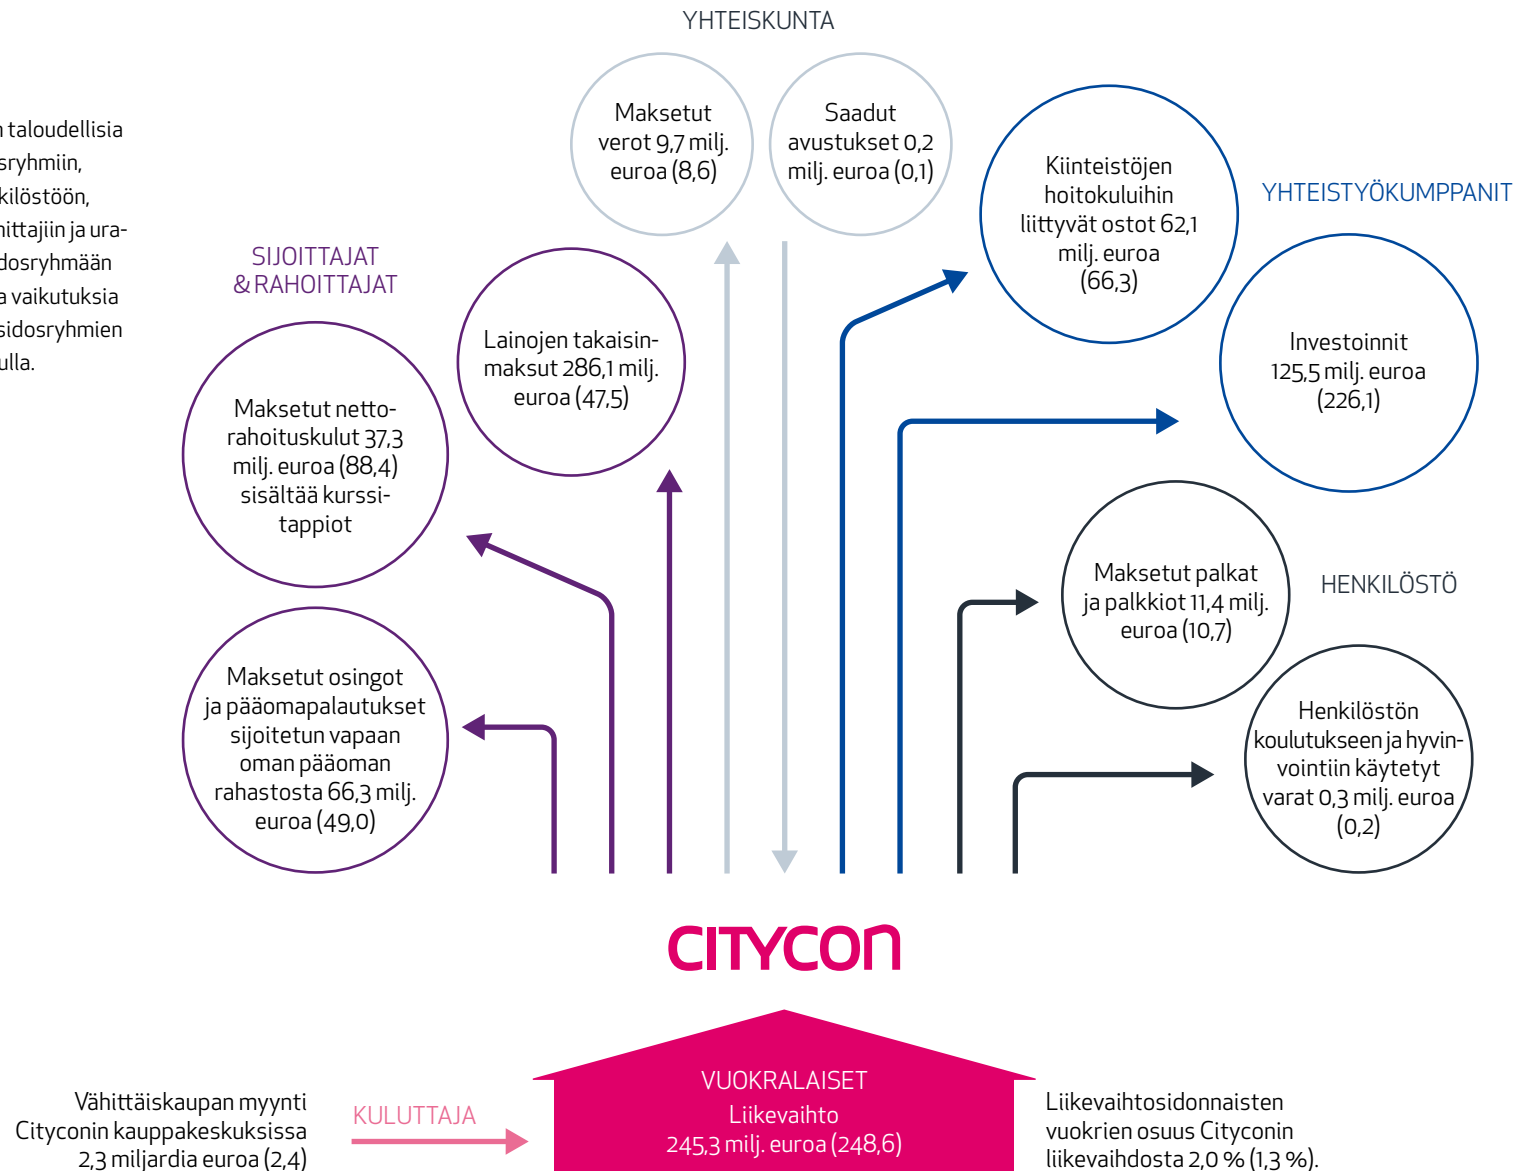 YHTEISKUNTA
Maksetut
verot 9,7 milj.
euroa (8,6)
Saadut
avustukset 0,2
milj. euroa (0,1)
taloudellisia
Kiinteistöjen
hoitokuluihin
liittyvät ostot 62,1
milj. euroa
(66,3)
YHTEISTYÖKUMPPANIT
Investoinnit
125,5 milj. euroa
(226,1)
SIJOITTAJAT
& RAHOITTAJAT
Lainojen takaisin-
maksut 286,1 milj.
euroa (47,5)
Maksetut netto-
rahoituskulut 37,3
milj. euroa (88,4)
sisältää kurssi-
tappiot
Maksetut osingot
ja pääomapalautukset
sijoitetun vapaan
oman pääoman
rahastosta 66,3 milj.
euroa (49,0)
Maksetut palkat
ja palkkiot 11,4 milj.
euroa (10,7)
HENKILÖSTÖ
Henkilöstön
koulutukseen ja hyvin-
vointiin käytetyt
varat 0,3 milj. euroa
(0,2)
ja ura-
vaikutuksia
sidosryhmien
CITYCON
VUOKRALAISET
Liikevaihto
245,3 milj. euroa (248,6)
Vähittäiskaupan myynti
Cityconin kauppakeskuksissa
2,3 miljardia euroa (2,4)
KULUTTAJA
Liikevaihtosidonnaisten
vuokrien osuus Cityconin
liikevaihdosta 2,0 % (1,3 %).